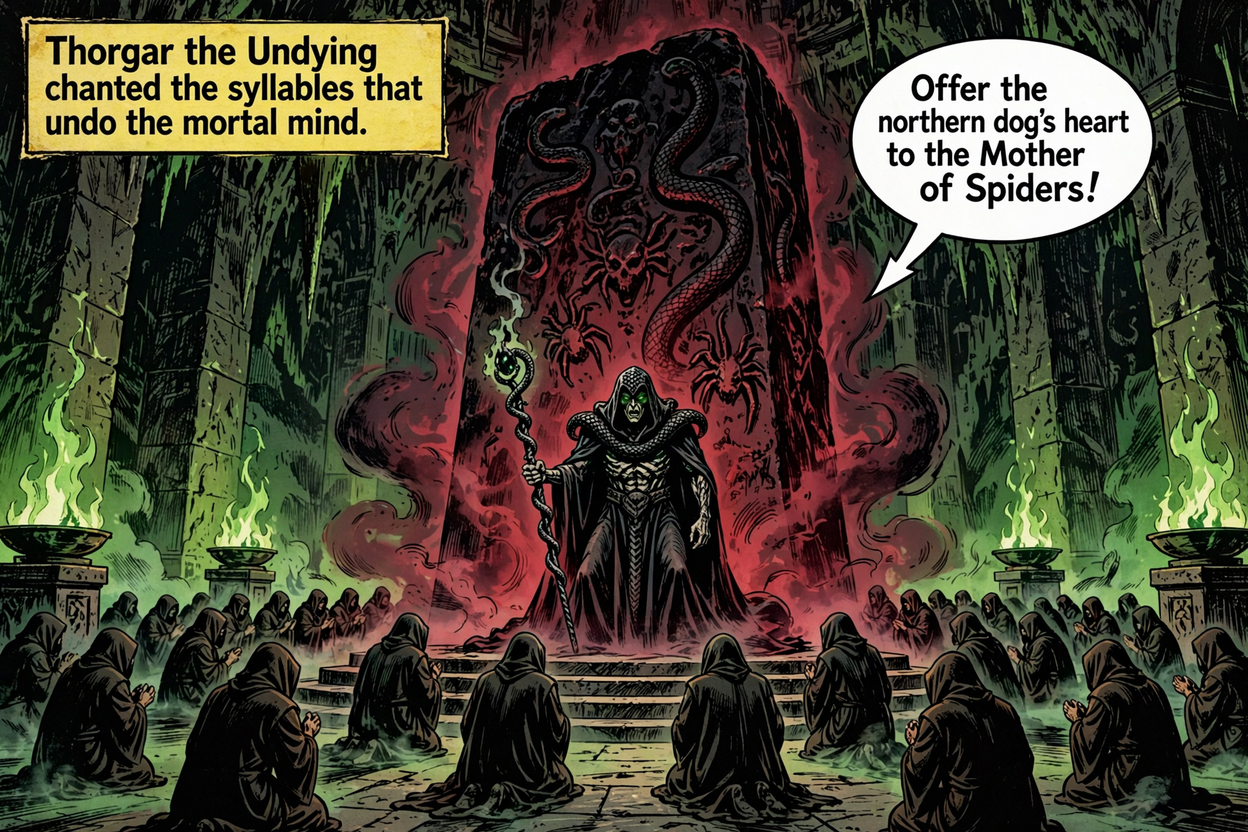 Thorgar the Undying
chanted the syllables that
undo the mortal mind.
Offer the
northern dog's heart
to the Mother
of Spiders!